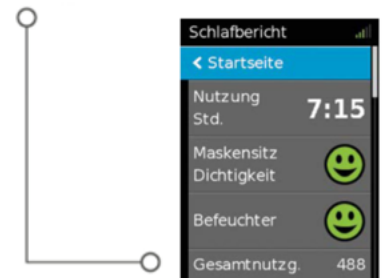 Schlafbericht
< Startseite
Nutzung
Std.
7:15
Maskensitz
Dichtigkeit
Befeuchter
Gesamtnutzg. 488